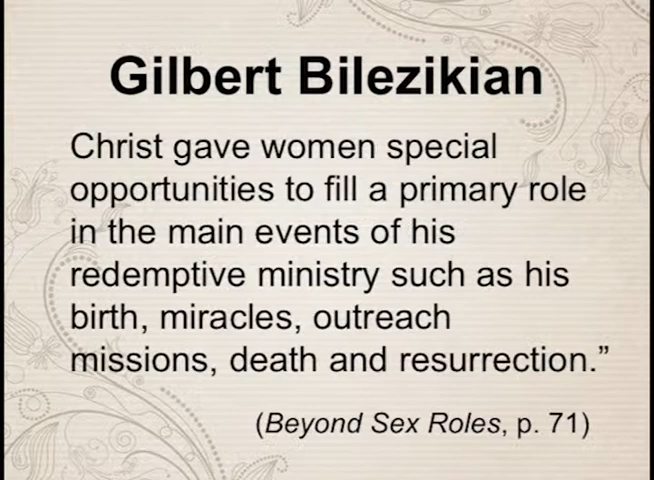 Gilbert Bilezikian
Christ gave women special
opportunities to fill a primary role
in the main events of his
redemptive ministry such as his
birth, miracles, outreach
missions, death and resurrection.”
(Beyond Sex Roles, p. 71)